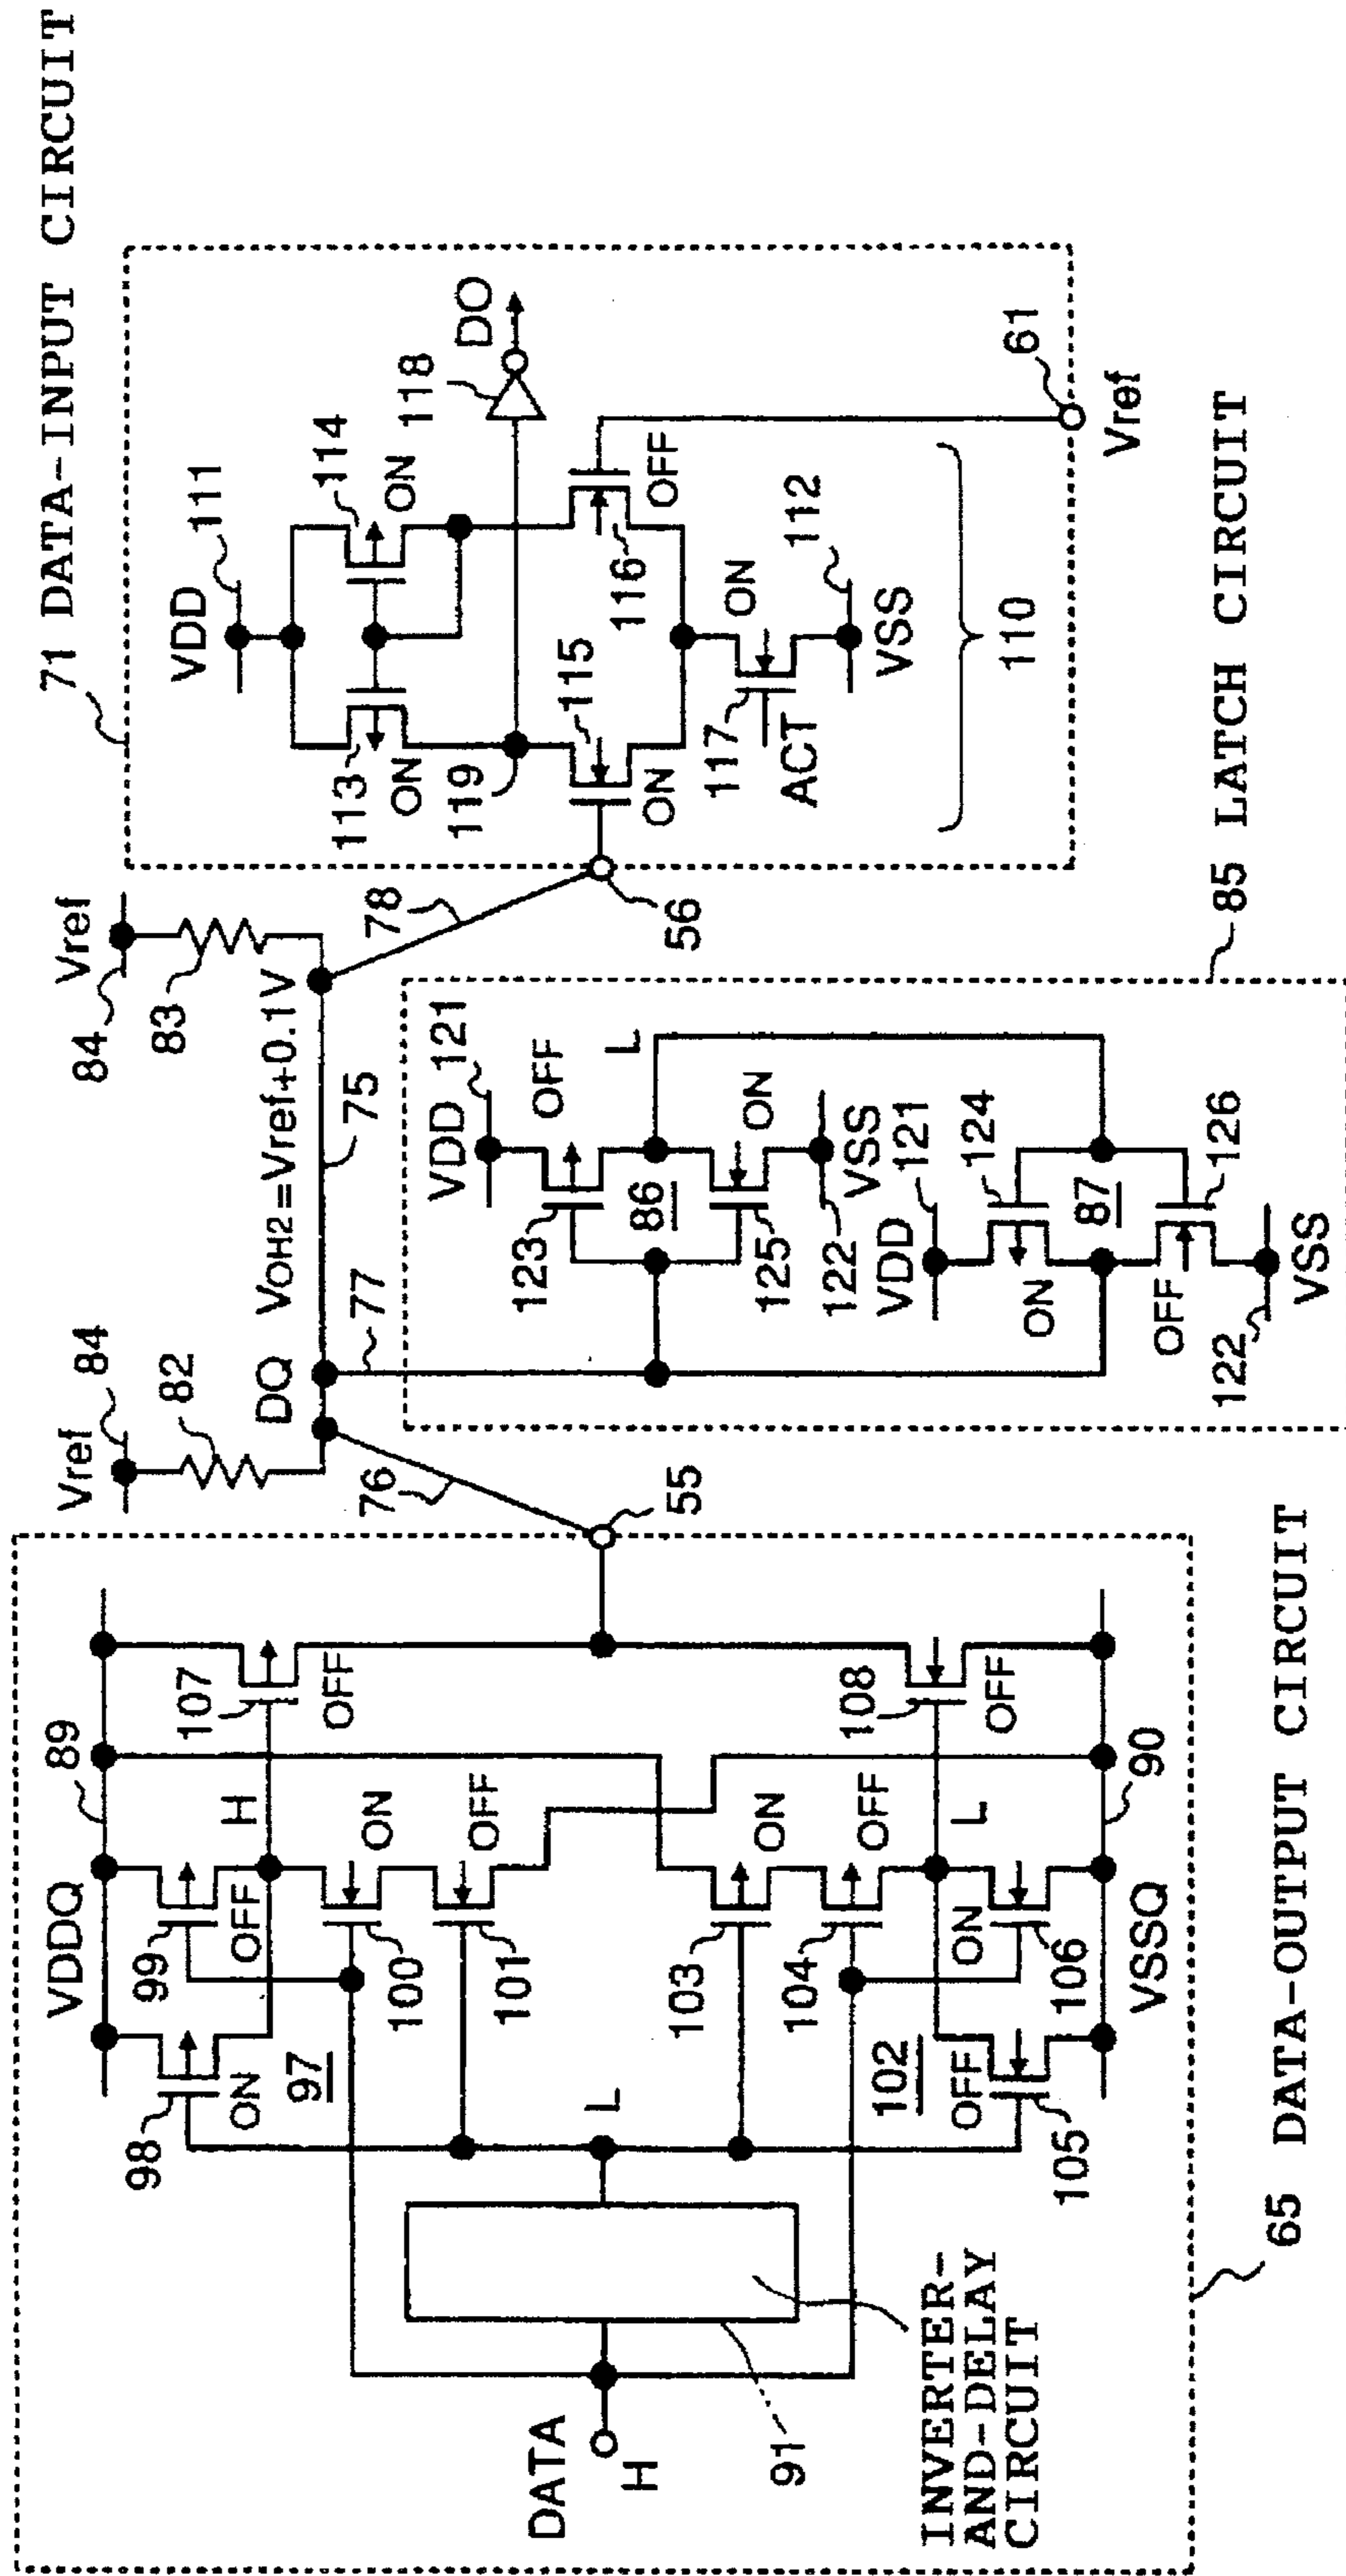 71 DATA-INPUT CIRCUIT
VDD
111
113
ON
114
ON
118
DO
119
115
ON
116
OFF
117
ACT
ON
112
VSS
110
61
Vref
56
78
Vref
84
83
VOH2=Vref+0.1V
75
DQ
77
Vref
84
82
76
55
85 LATCH CIRCUIT
VDD
121
123
OFF
86
L
125
ON
122
VSS
VDD
121
124
ON
87
126
OFF
122
VSS
65 DATA-OUTPUT CIRCUIT
VDDQ
89
98
ON
99
OFF
H
107
OFF
97
100
ON
101
OFF
DATA
H
L
91
INVERTER-
AND-DELAY
CIRCUIT
103
ON
104
OFF
102
L
108
OFF
105
OFF
106
ON
VSSQ
90